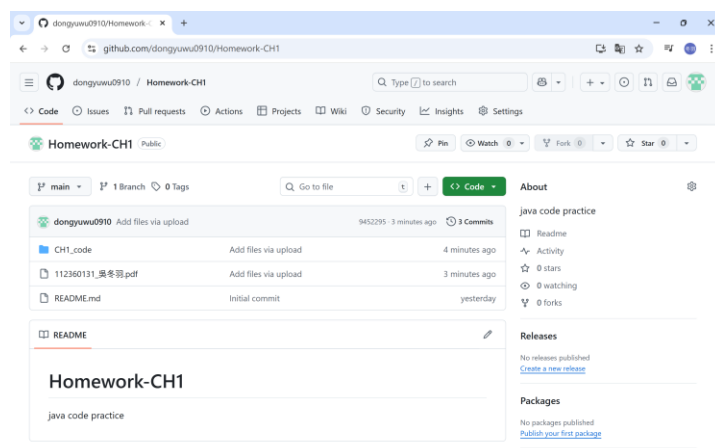 dongyuwu0910/Homework-C
github.com/dongyuwu0910/Homework-CH1
dongyuwu0910 / Homework-CH1
Type / to search
Code Issues Pull requests Actions Projects Wiki Security Insights Settings
Homework-CH1 Public
Pin Watch 0 Fork 0 Star 0
main 1 Branch 0 Tags
Go to file t
Code
dongyuwu0910 Add files via upload 9452295 · 3 minutes ago 3 Commits
CH1_code Add files via upload 4 minutes ago
112360131_吳冬羽.pdf Add files via upload 3 minutes ago
README.md Initial commit yesterday
README
Homework-CH1
java code practice
About
java code practice
Readme
Activity
0 stars
0 watching
0 forks
Releases
No releases published
Create a new release
Packages
No packages published
Publish your first package